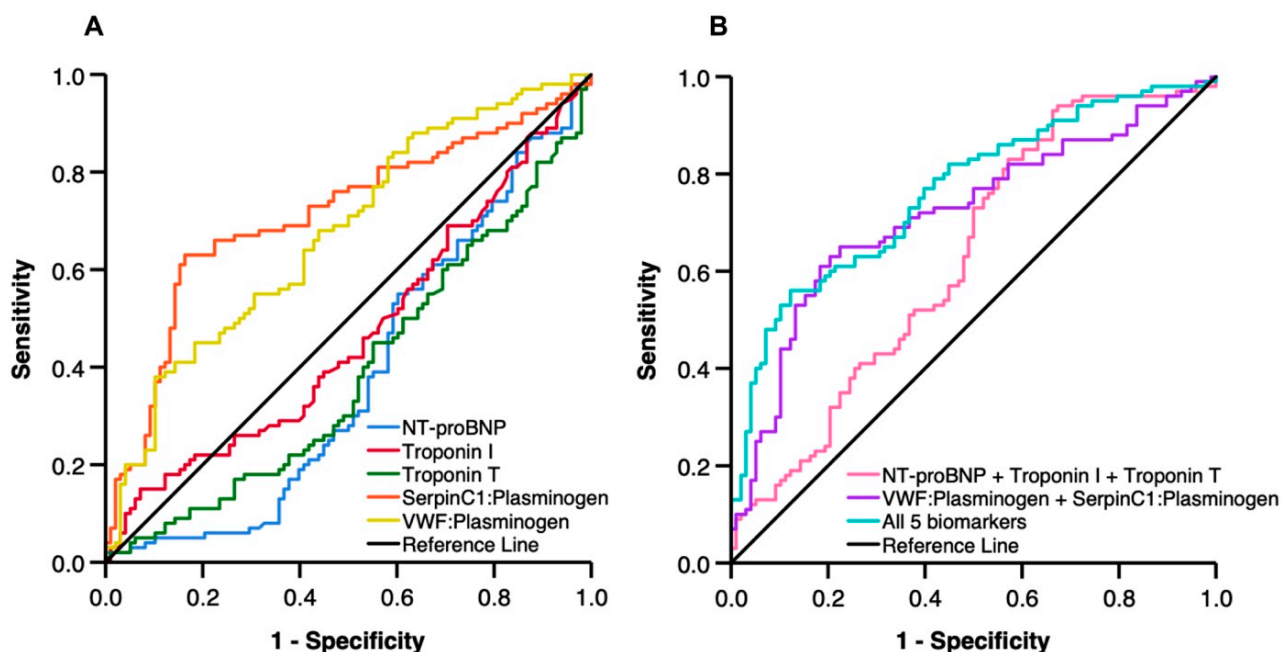 A
Sensitivity
1.0
0.8
0.6
0.4
0.2
0.0
NT-proBNP
Troponin I
Troponin T
SerpinC1:Plasminogen
VWF:Plasminogen
Reference Line
0.0 0.2 0.4 0.6 0.8 1.0
1 - Specificity
B
Sensitivity
1.0
0.8
0.6
0.4
0.2
0.0
NT-proBNP + Troponin I + Troponin T
VWF:Plasminogen + SerpinC1:Plasminogen
All 5 biomarkers
Reference Line
0.0 0.2 0.4 0.6 0.8 1.0
1 - Specificity